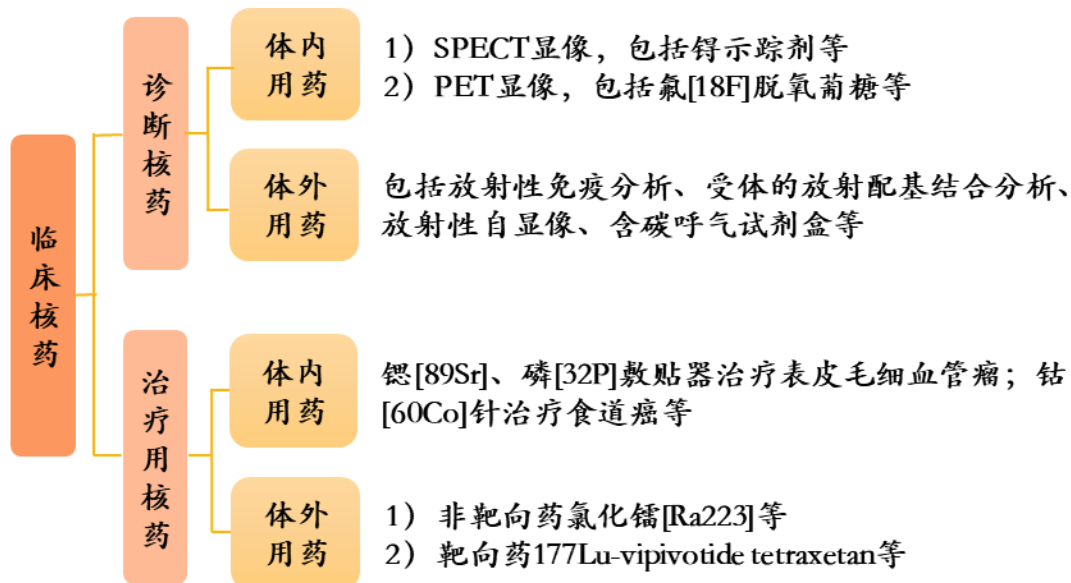 临床核药
诊断核药
体内用药
1）SPECT显像，包括锝示踪剂等
2）PET显像，包括氟[18F]脱氧葡糖等
体外用药
包括放射性免疫分析、受体的放射配基结合分析、
放射性自显像、含碳呼气试剂盒等
治疗用核药
体内用药
锶[89Sr]、磷[32P]敷贴器治疗表皮毛细血管瘤；钴
[60Co]针治疗食道癌等
体外用药
1）非靶向药氯化镭[Ra223]等
2）靶向药177Lu-vipivotide tetraxetan等